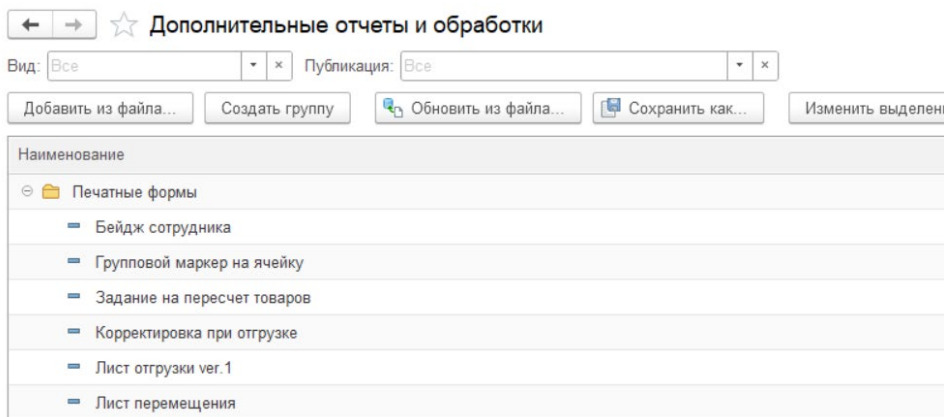 Дополнительные отчеты и обработки
Вид: Все Публикация: Все
Добавить из файла... Создать группу Обновить из файла... Сохранить как... Изменить выделен
Наименование
Печатные формы
Бейдж сотрудника
Групповой маркер на ячейку
Задание на пересчет товаров
Корректировка при отгрузке
Лист отгрузки ver.1
Лист перемещения